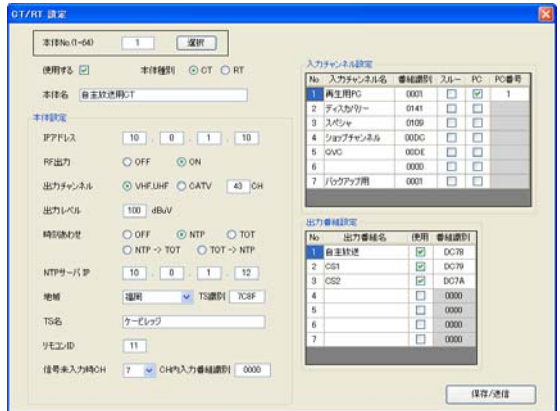 CT/RT 設定
本体No.(1~64) 1 選択
使用する 本体種別 CT RT
本体名 自主放送用CT
本体設定
IPアドレス 10 . 0 . 1 . 10
RF出力 OFF ON
出力チャンネル VHF,UHF CATV 43 CH
出力レベル 100 dBuV
時刻あわせ OFF NTP TOT
NTP -> TOT TOT -> NTP
NTPサーバ IP 10 . 0 . 1 . 12
地域 福岡 TS識別 7C8F
TS名 ケービレッジ
リモコンID 11
信号未入力時CH 7 CH内入力番組識別 0000
入力チャンネル設定
No 入力チャンネル名 番組識別 スルー PC PC番号
1 再生用PC 0001 1
2 ディスカバリー 0141
3 スペシャ 0109
4 ショップチャンネル 00DC
5 QVC 00DE
6 0000
7 バックアップ用 0001
出力番組設定
No 出力番組名 使用 番組識別
1 自主放送 DC78
2 CS1 DC79
3 CS2 DC7A
4 0000
5 0000
6 0000
7 0000
保存/送信